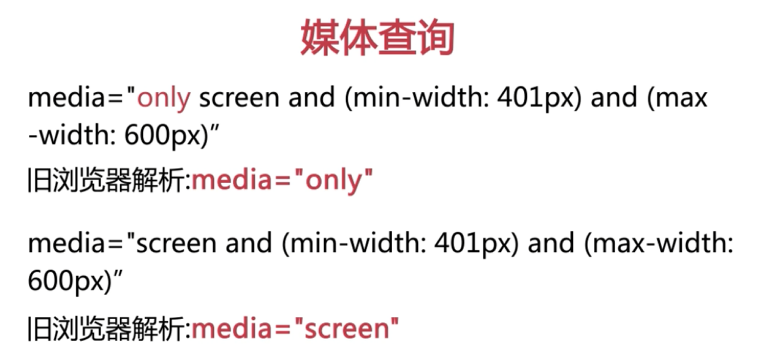 媒体查询
media="only screen and (min-width: 401px) and (max
-width: 600px)”
旧浏览器解析:media="only"
media="screen and (min-width: 401px) and (max-width:
600px)”
旧浏览器解析:media="screen"